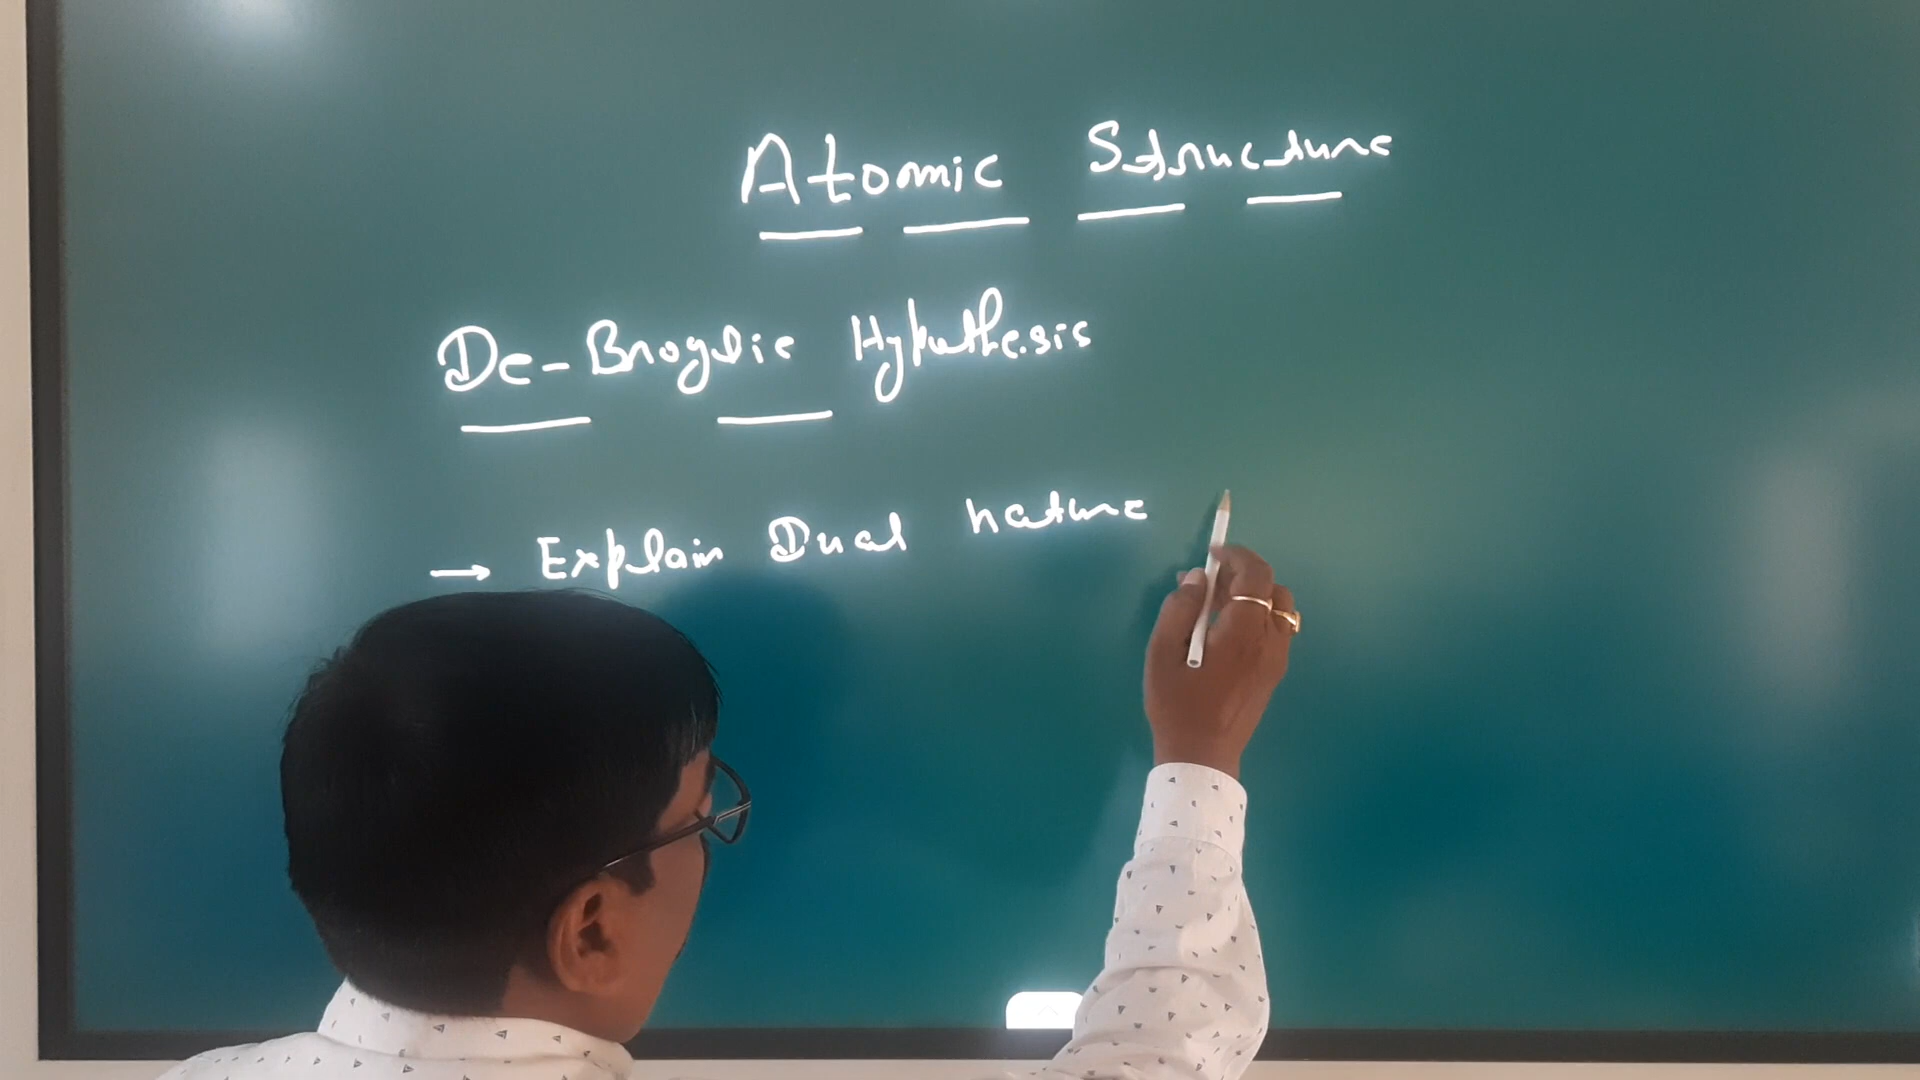 Atomic Structure
De-Broglie Hypothesis
→ Explain Dual nature